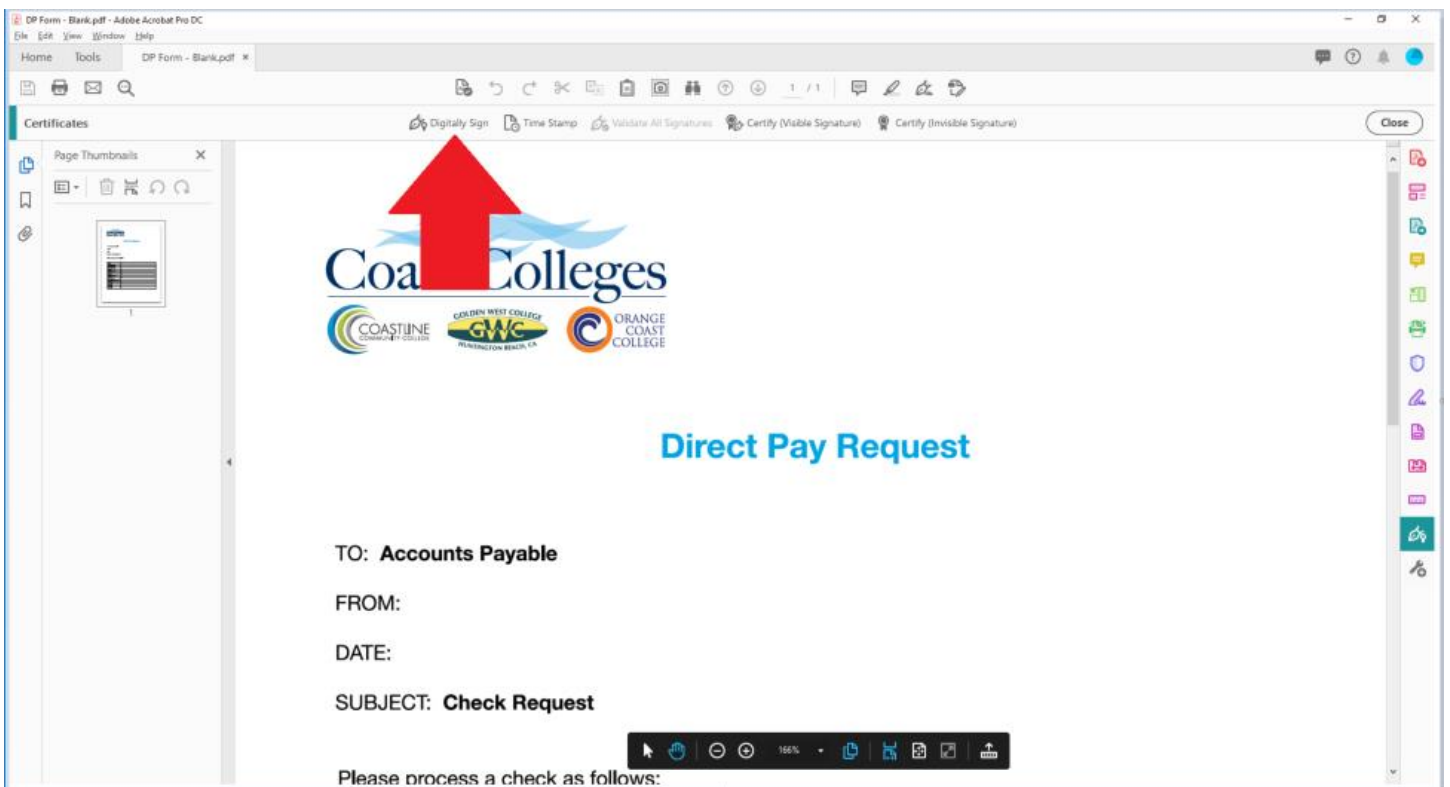 DP Form - Blank.pdf - Adobe Acrobat Pro DC
File Edit View Window Help
Home Tools DP Form - Blank.pdf ×
1 / 1
Certificates Digitally Sign Time Stamp Validate All Signatures Certify (Visible Signature) Certify (Invisible Signature) Close
Page Thumbnails
1
Coa Colleges
COASTLINE
COMMUNITY COLLEGE
GOLDEN WEST COLLEGE
GWC
HUNTINGTON BEACH, CA
ORANGE
COAST
COLLEGE
Direct Pay Request
TO: Accounts Payable
FROM:
DATE:
SUBJECT: Check Request
166%
Please process a check as follows: